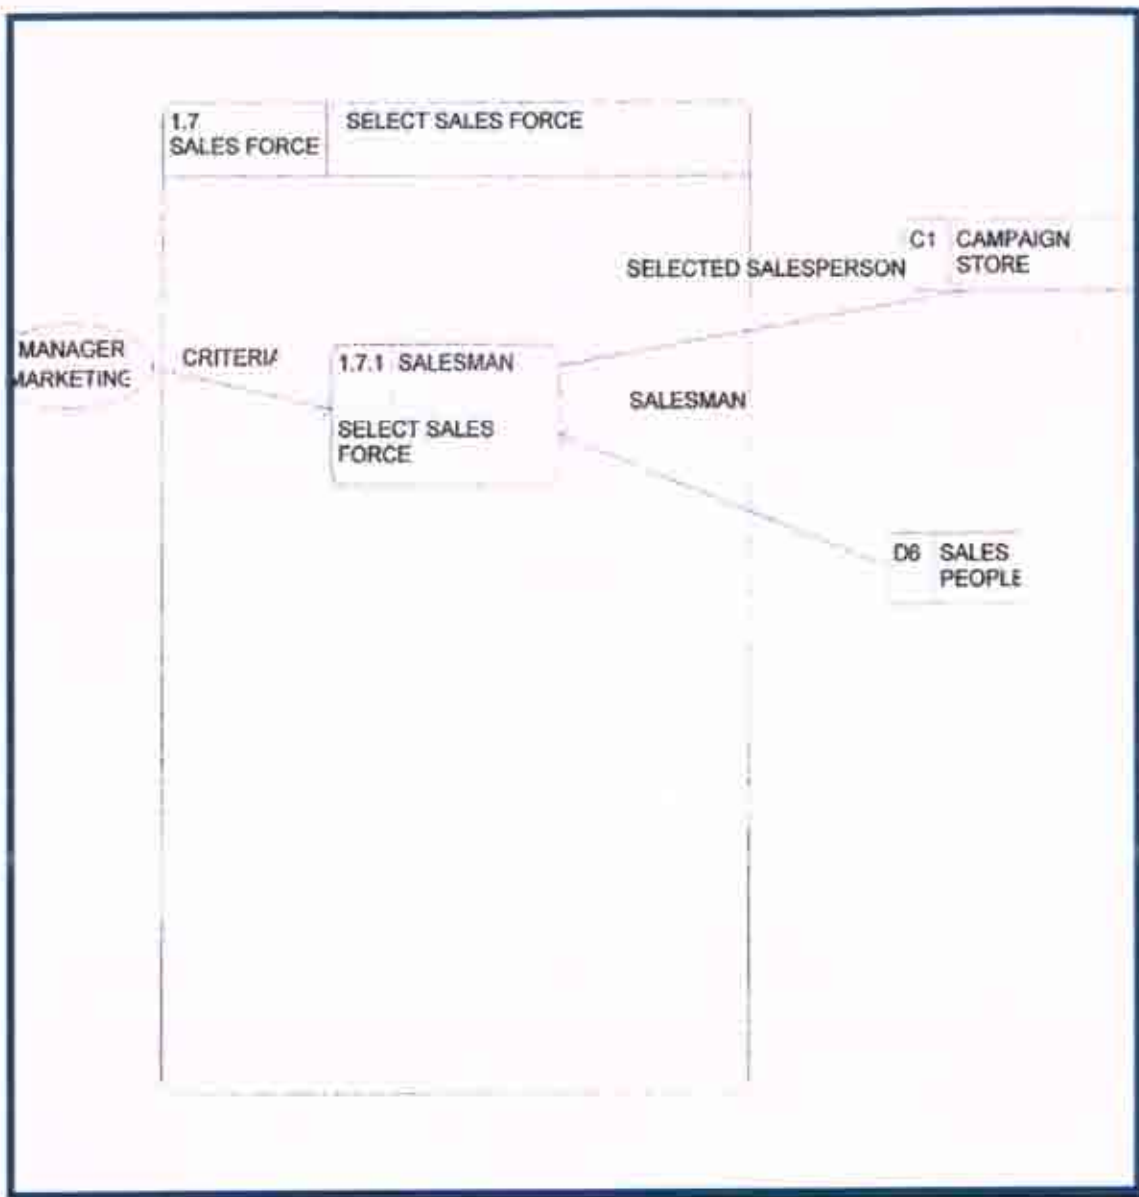 1.7
SALES FORCE
SELECT SALES FORCE
C1 CAMPAIGN
STORE
SELECTED SALESPERSON
MANAGER
MARKETING
CRITERIA
1.7.1 SALESMAN
SELECT SALES
FORCE
SALESMAN
D6 SALES
PEOPLE